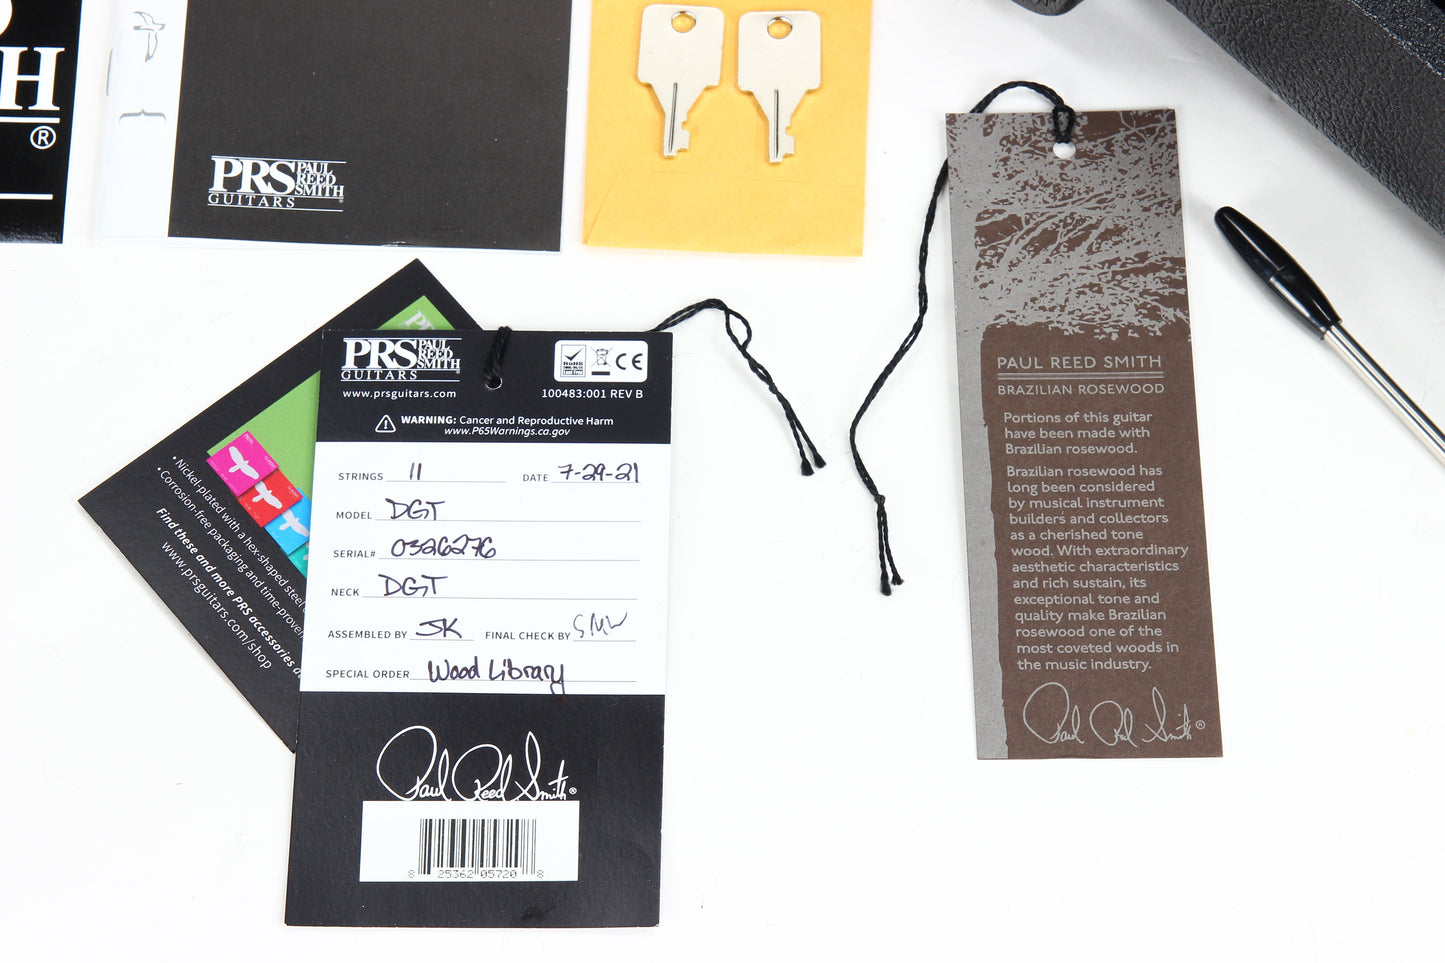 H
®
PRS PAUL REED SMITH
GUITARS
PRS PAUL REED SMITH
GUITARS
www.prsguitars.com
RoHS
CE
100483:001 REV B
WARNING: Cancer and Reproductive Harm
www.P65Warnings.ca.gov
STRINGS 11 DATE 7-29-21
MODEL DGT
SERIAL# 0326276
NECK DGT
ASSEMBLED BY JK FINAL CHECK BY SMW
SPECIAL ORDER Wood Library
Paul Reed Smith®
8 25362 05720 8
PRS
• Nickel-plated with a hex-shaped steel
• Corrosion-free packaging and time-proven
Find these and more PRS accessories
www.prsguitars.com/shop
PAUL REED SMITH
BRAZILIAN ROSEWOOD
Portions of this guitar
have been made with
Brazilian rosewood.
Brazilian rosewood has
long been considered
by musical instrument
builders and collectors
as a cherished tone
wood. With extraordinary
aesthetic characteristics
and rich sustain, its
exceptional tone and
quality make Brazilian
rosewood one of the
most coveted woods in
the music industry.
Paul Reed Smith®